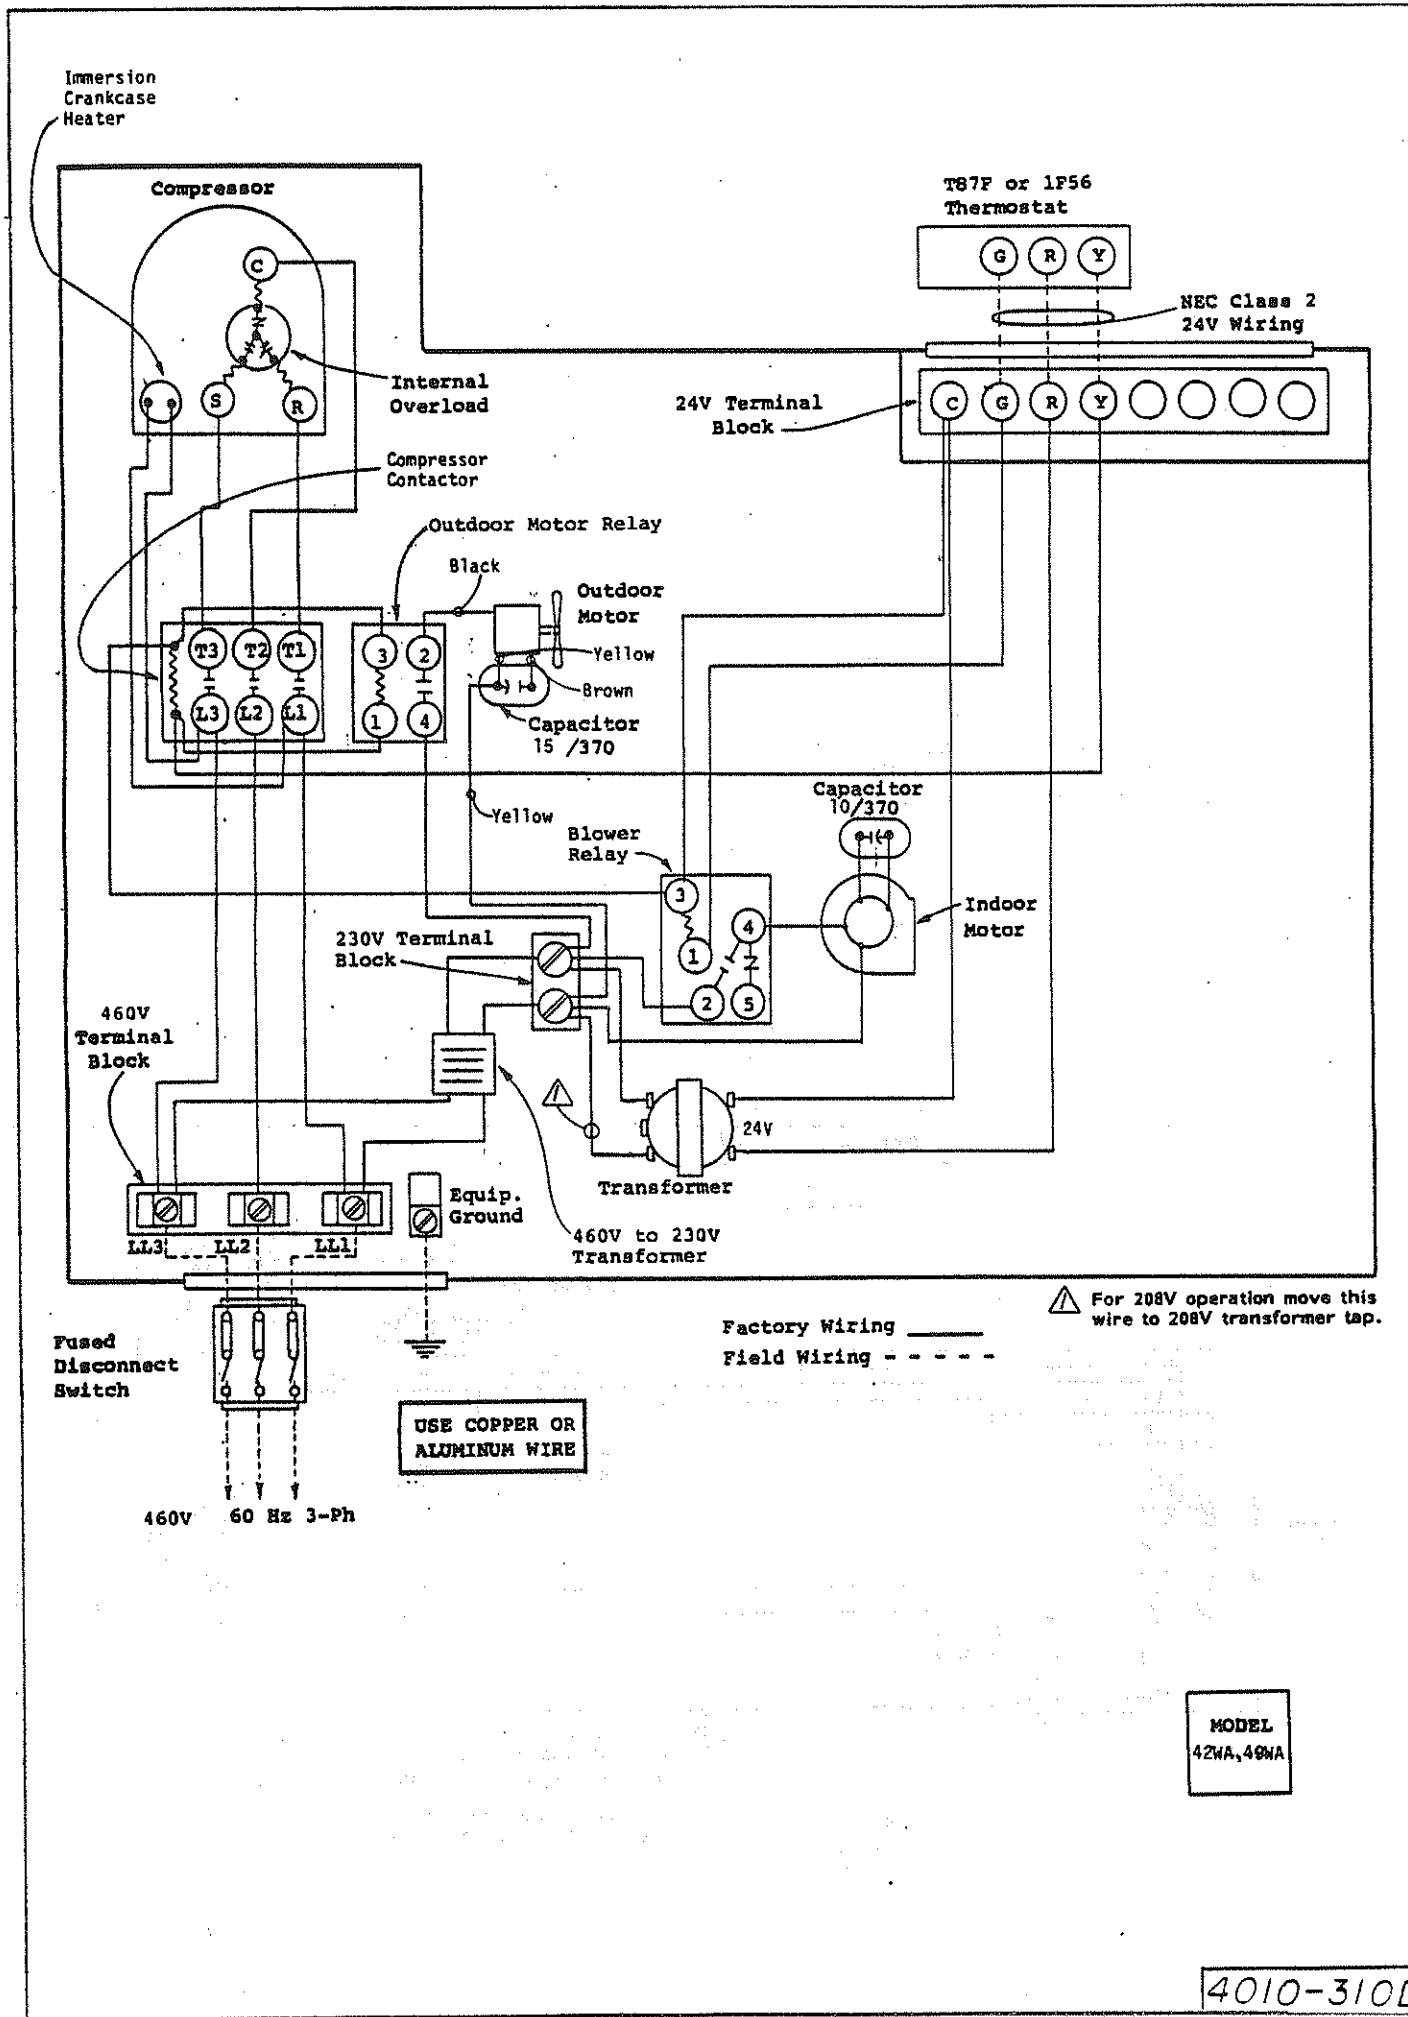 Immersion
Crankcase
Heater
Compressor
C
S
R
Internal
Overload
T87F or 1F56
Thermostat
G R Y
NEC Class 2
24V Wiring
24V Terminal
Block
C G R Y
Compressor
Contactor
Outdoor Motor Relay
Black
Outdoor
Motor
Yellow
Brown
Capacitor
15 /370
T3 T2 T1
L3 L2 L1
3 2
1 4
Yellow
Capacitor
10/370
Blower
Relay
3
4
1
2 5
Indoor
Motor
230V Terminal
Block
460V
Terminal
Block
24V
Transformer
1
LL3 LL2 LL1
Equip.
Ground
460V to 230V
Transformer
1 For 208V operation move this
wire to 208V transformer tap.
Factory Wiring
Field Wiring
Fused
Disconnect
Switch
USE COPPER OR
ALUMINUM WIRE
460V 60 Hz 3-Ph
MODEL
42WA,49WA
4010-310